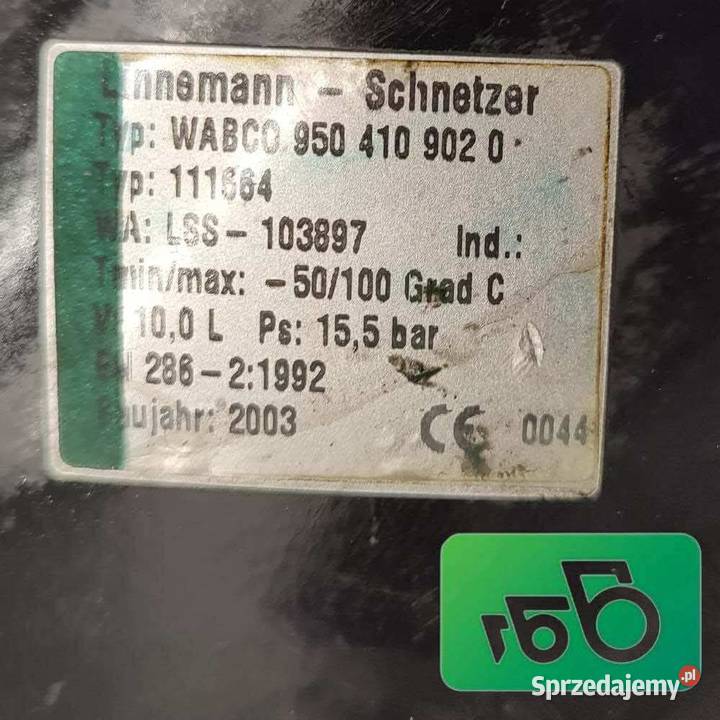 Linnemann - Schnetzer
Typ: WABCO 950 410 902 0
Typ: 111664
WA: LSS - 103897 Ind.:
Tmin/max: -50/100 Grad C
V: 10,0 L Ps: 15,5 bar
EN 286-2:1992
Baujahr: 2003 CE 0044
Sprzedajemy.pl